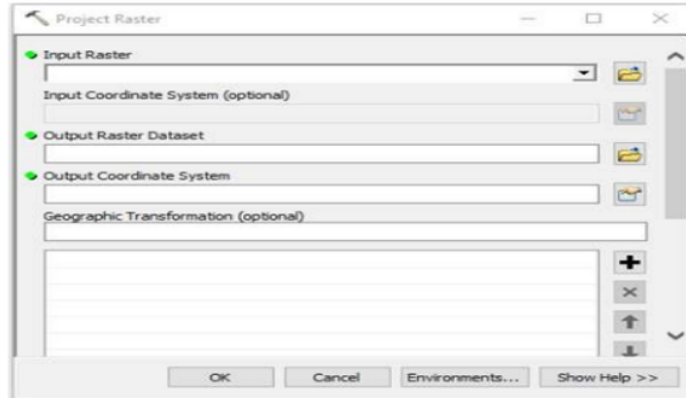 Project Raster
Input Raster
Input Coordinate System (optional)
Output Raster Dataset
Output Coordinate System
Geographic Transformation (optional)
OK Cancel Environments... Show Help >>